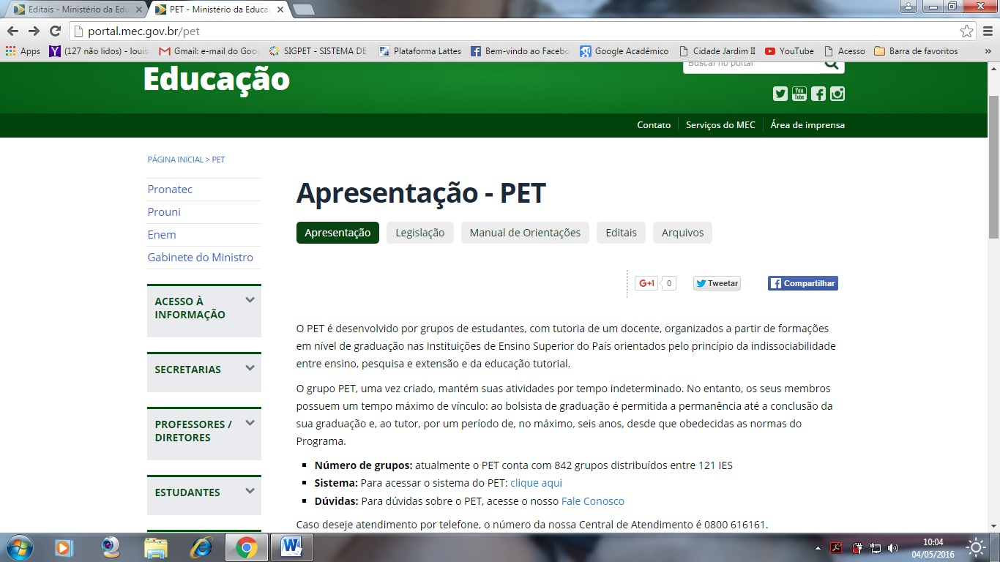 Editais - Ministério da Edu
PET - Ministério da Educaç
portal.mec.gov.br/pet
Apps
(127 não lidos) - louis
Gmail: e-mail do Goo
SIGPET - SISTEMA DE
Plataforma Lattes
Bem-vindo ao Facebo
Google Acadêmico
Cidade Jardim II
YouTube
Acesso
Barra de favoritos
»
Educação
Buscar no portal
Contato
Serviços do MEC
Área de imprensa
PÁGINA INICIAL > PET
Pronatec
Prouni
Enem
Gabinete do Ministro
ACESSO À
INFORMAÇÃO
SECRETARIAS
PROFESSORES /
DIRETORES
ESTUDANTES
Apresentação - PET
Apresentação
Legislação
Manual de Orientações
Editais
Arquivos
G+1
0
Tweetar
Compartilhar
O PET é desenvolvido por grupos de estudantes, com tutoria de um docente, organizados a partir de formações
em nível de graduação nas Instituições de Ensino Superior do País orientados pelo princípio da indissociabilidade
entre ensino, pesquisa e extensão e da educação tutorial.
O grupo PET, uma vez criado, mantém suas atividades por tempo indeterminado. No entanto, os seus membros
possuem um tempo máximo de vínculo: ao bolsista de graduação é permitida a permanência até a conclusão da
sua graduação e, ao tutor, por um período de, no máximo, seis anos, desde que obedecidas as normas do
Programa.
Número de grupos: atualmente o PET conta com 842 grupos distribuídos entre 121 IES
Sistema: Para acessar o sistema do PET: clique aqui
Dúvidas: Para dúvidas sobre o PET, acesse o nosso Fale Conosco
Caso deseje atendimento por telefone, o número da nossa Central de Atendimento é 0800 616161.
10:04
04/05/2016